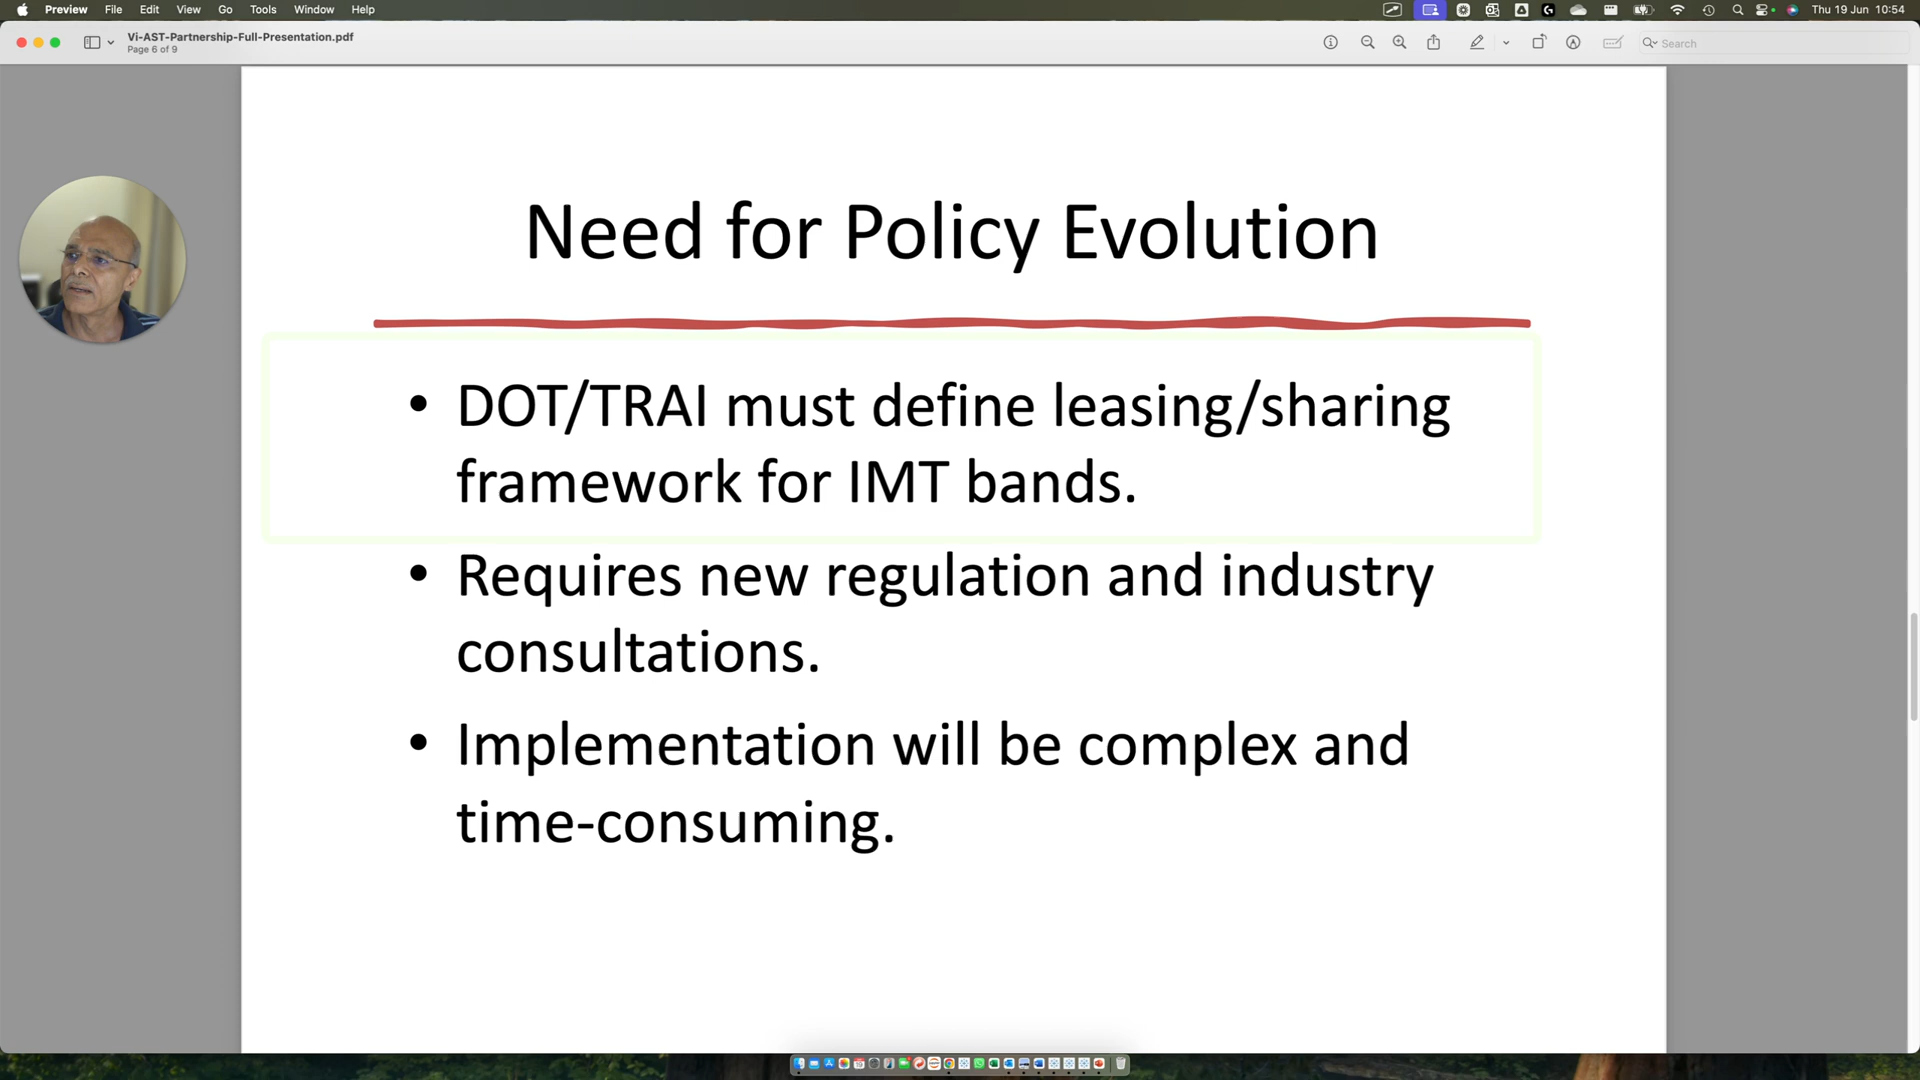 Preview File Edit View Go Tools Window Help Thu 19 Jun 10:54
Vi-AST-Partnership-Full-Presentation.pdf
Page 6 of 9
Search
Need for Policy Evolution
• DOT/TRAI must define leasing/sharing
framework for IMT bands.
• Requires new regulation and industry
consultations.
• Implementation will be complex and
time-consuming.